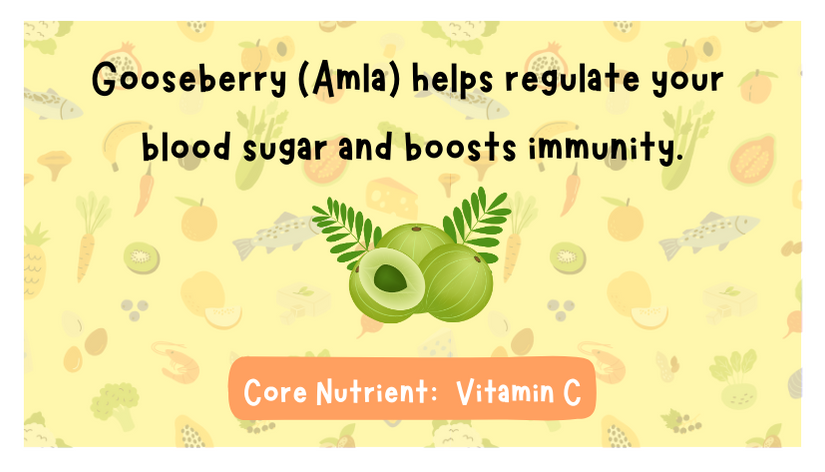 Gooseberry (Amla) helps regulate your
blood sugar and boosts immunity.
Core Nutrient: Vitamin C